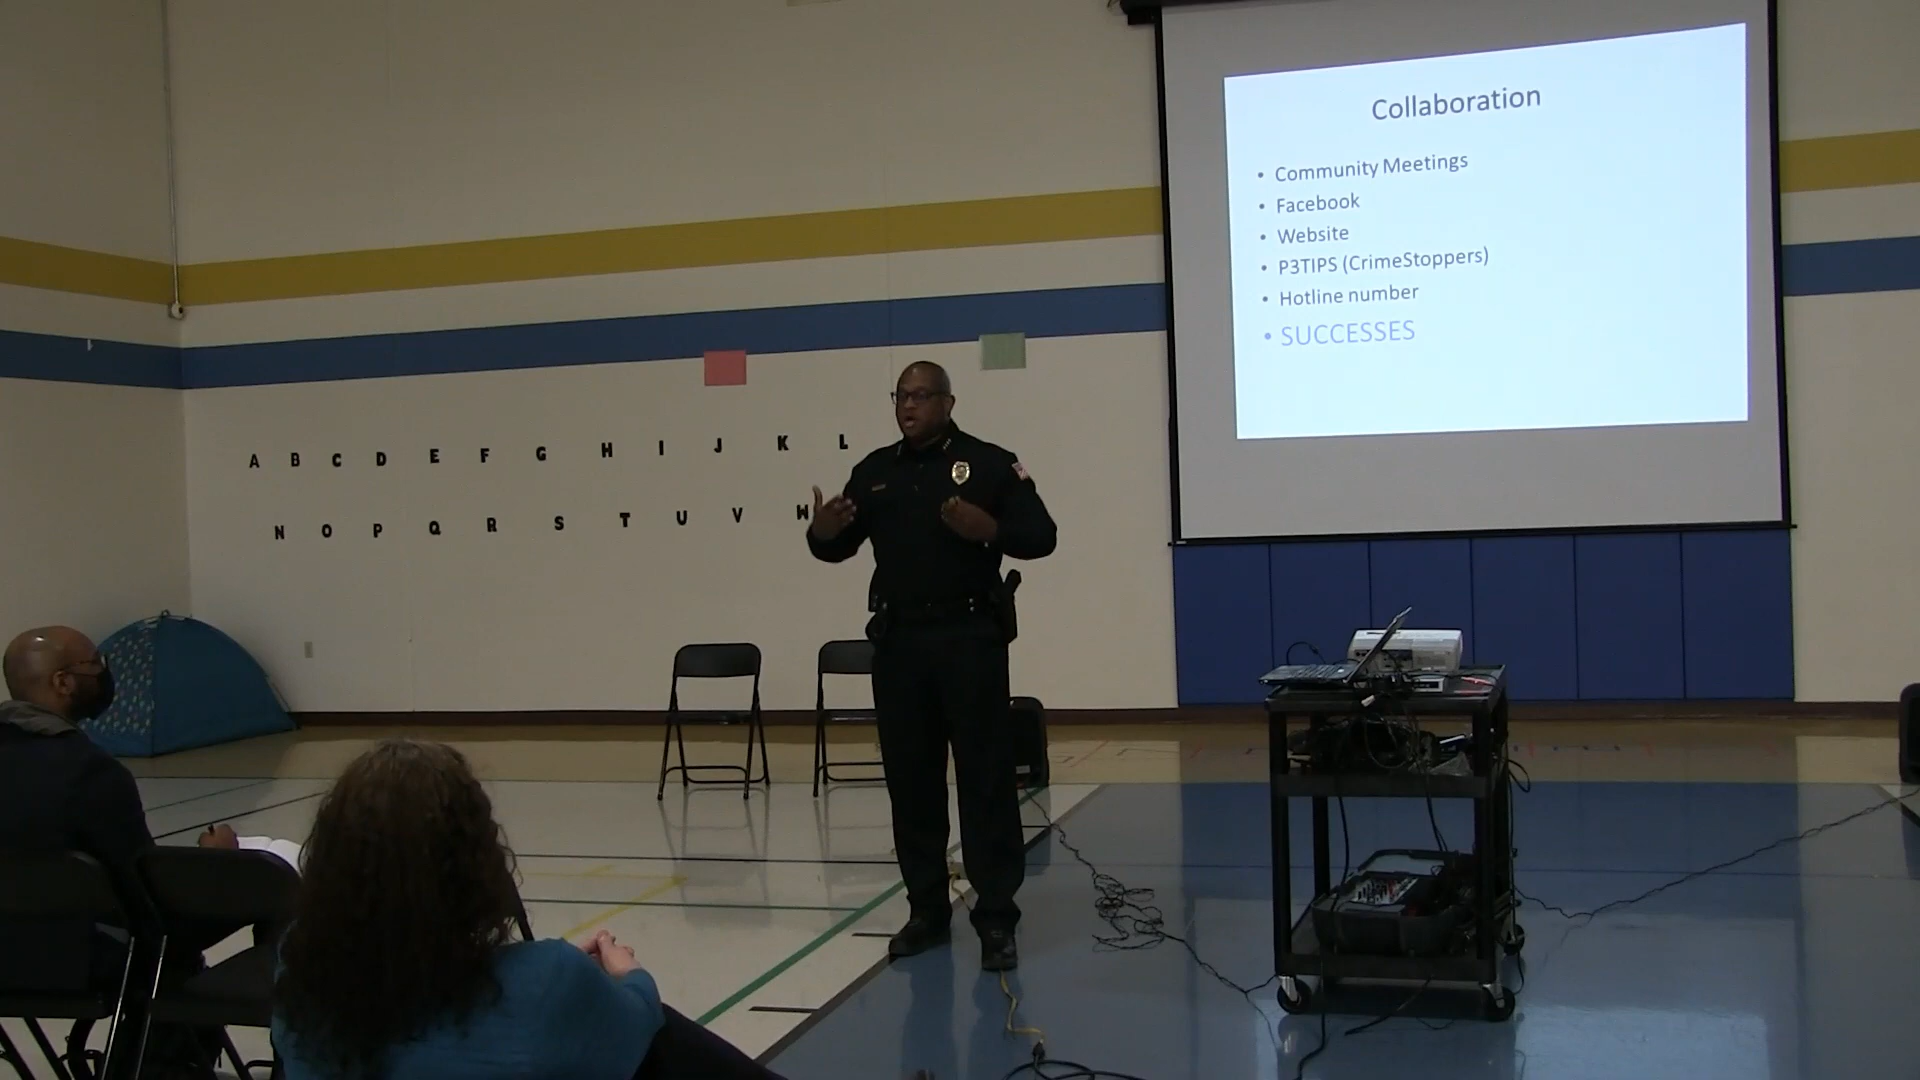 Collaboration
• Community Meetings
• Facebook
• Website
• P3TIPS (CrimeStoppers)
• Hotline number
• SUCCESSES
A B C D E F G H I J K L
N O P Q R S T U V W